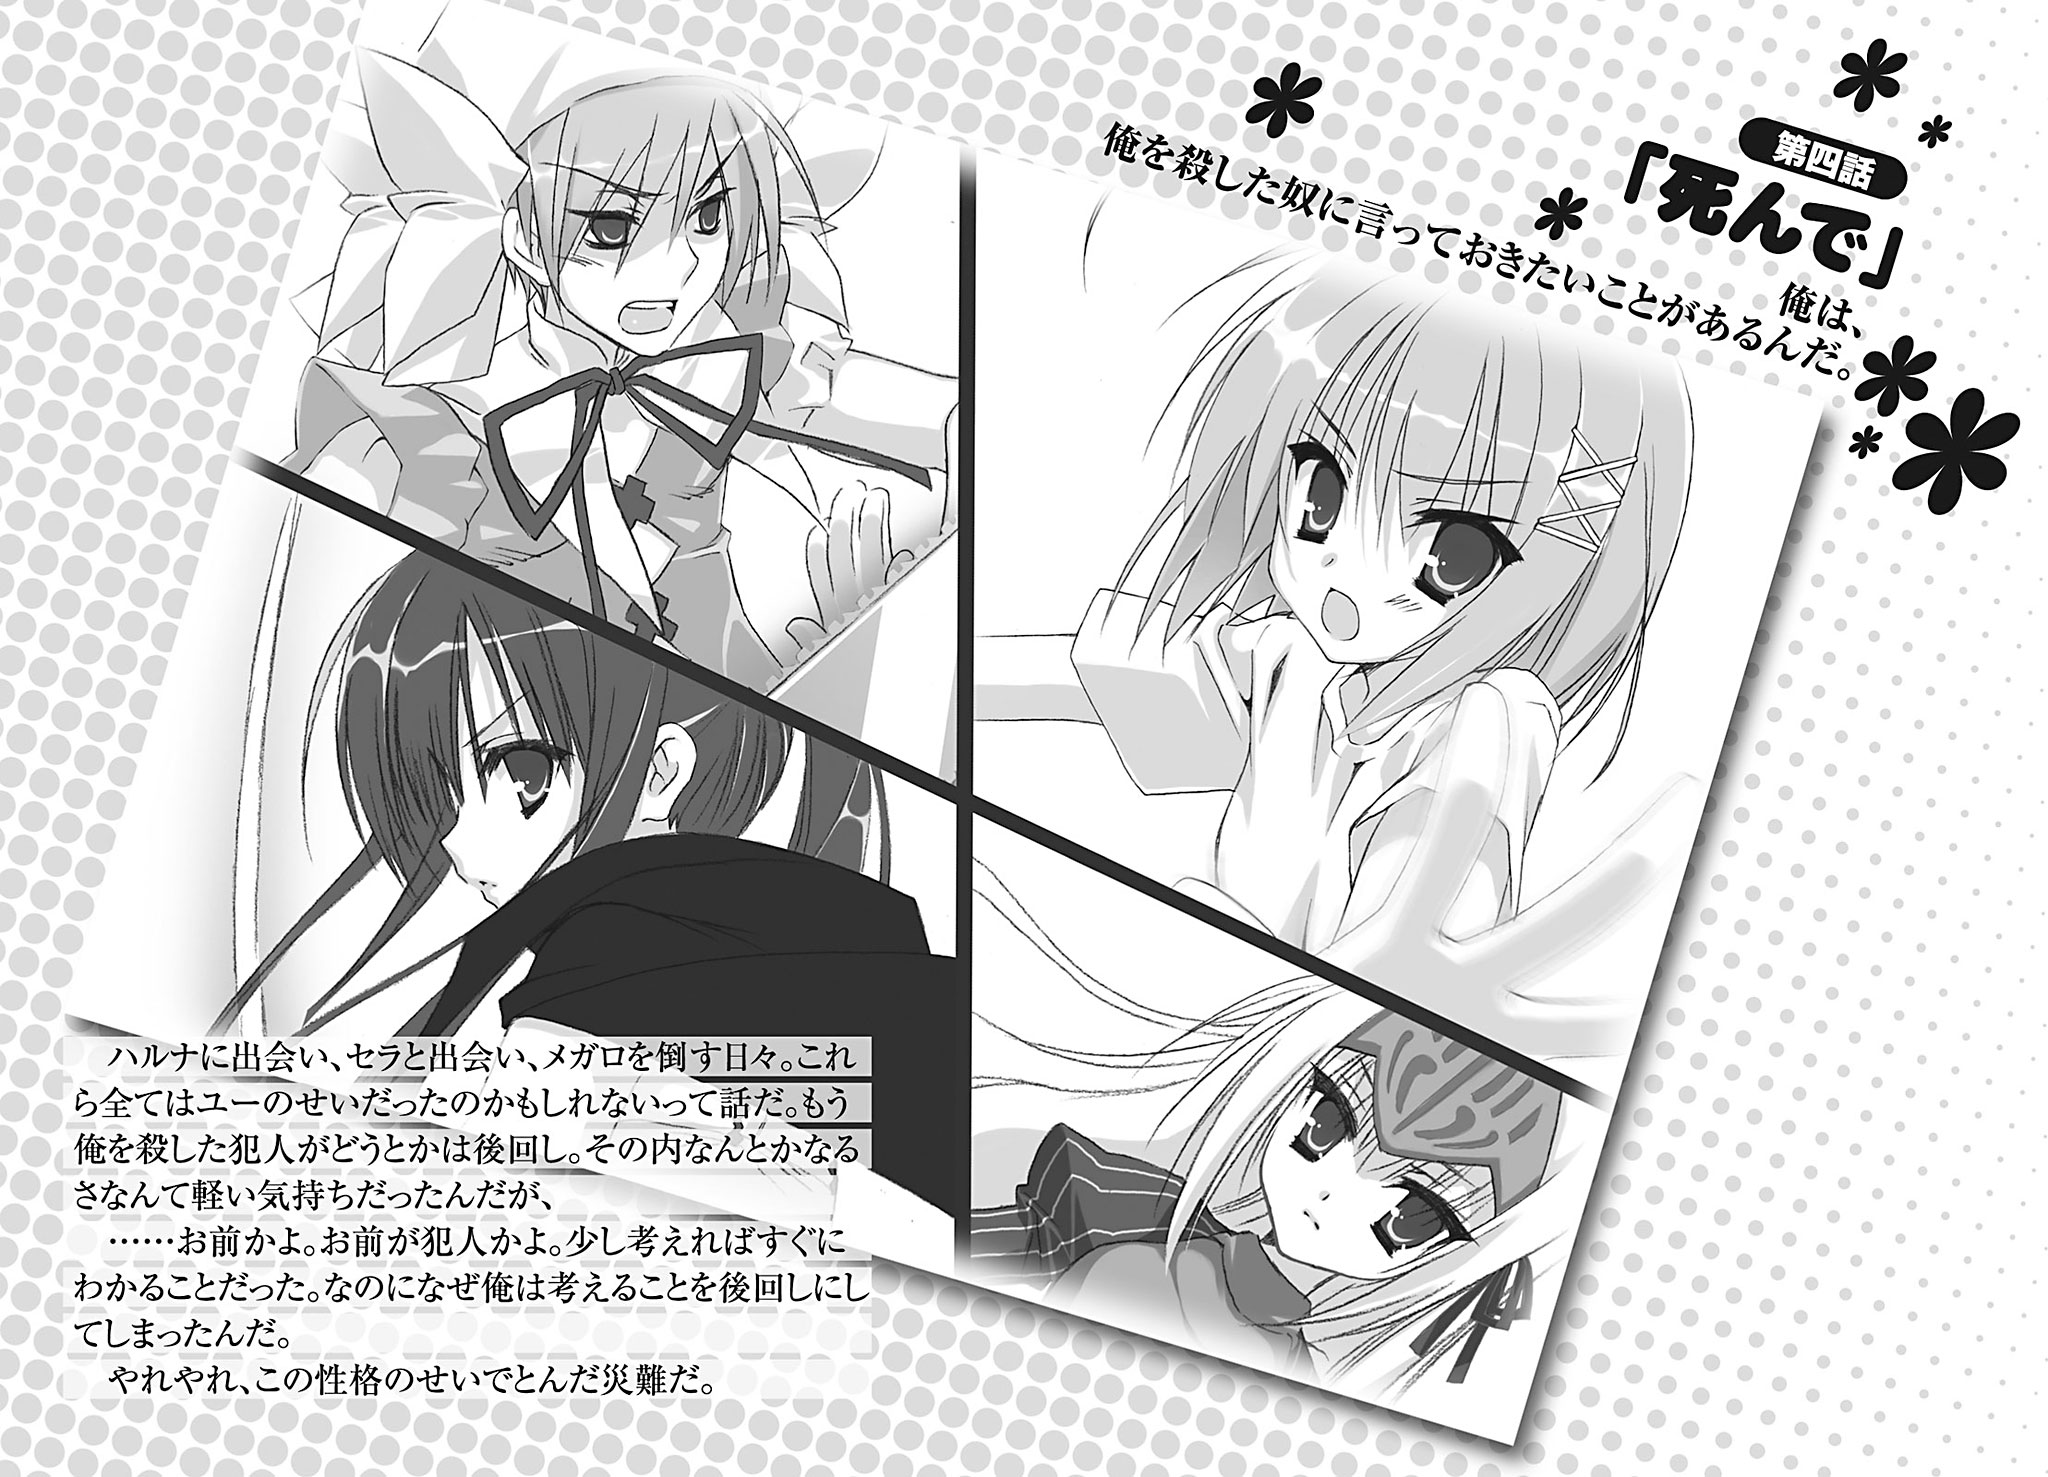 第四話
「死んで」
俺は、
俺を殺した奴に言っておきたいことがあるんだ。
ハルナに出会い、セラと出会い、メガロを倒す日々。これ
ら全てはユーのせいだったのかもしれないって話だ。もう
俺を殺した犯人がどうとかは後回し。その内なんとかなる
さなんて軽い気持ちだったんだが、
……お前かよ。お前が犯人かよ。少し考えればすぐに
わかることだった。なのになぜ俺は考えることを後回しにし
てしまったんだ。
やれやれ、この性格のせいでとんだ災難だ。